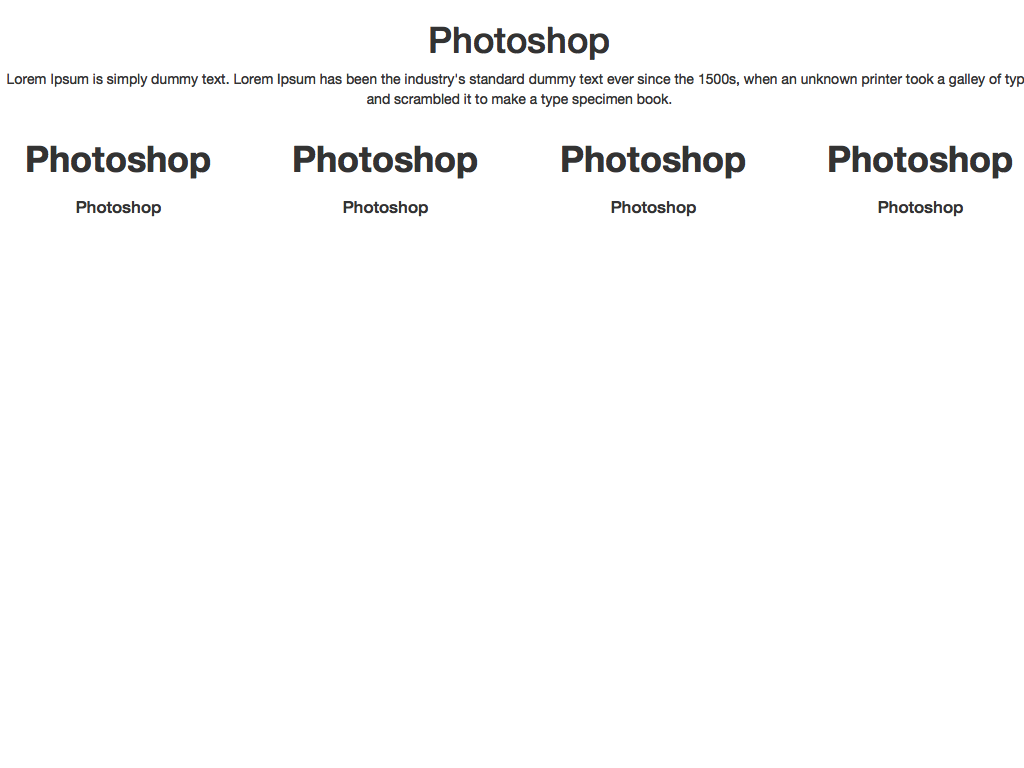 Photoshop
Lorem Ipsum is simply dummy text. Lorem Ipsum has been the industry's standard dummy text ever since the 1500s, when an unknown printer took a galley of typ
and scrambled it to make a type specimen book.
Photoshop Photoshop Photoshop Photoshop
Photoshop Photoshop Photoshop Photoshop